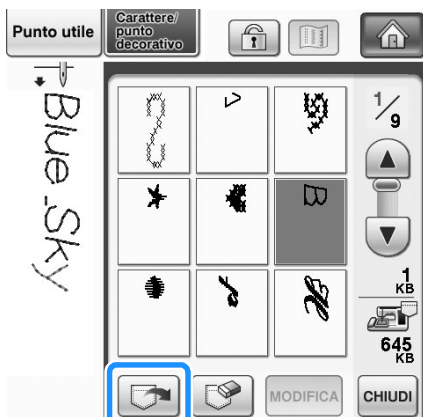 Punto utile
Carattere/
punto
decorativo
Blue_Sky
1/9
B
1
KB
645
KB
MODIFICA
CHIUDI